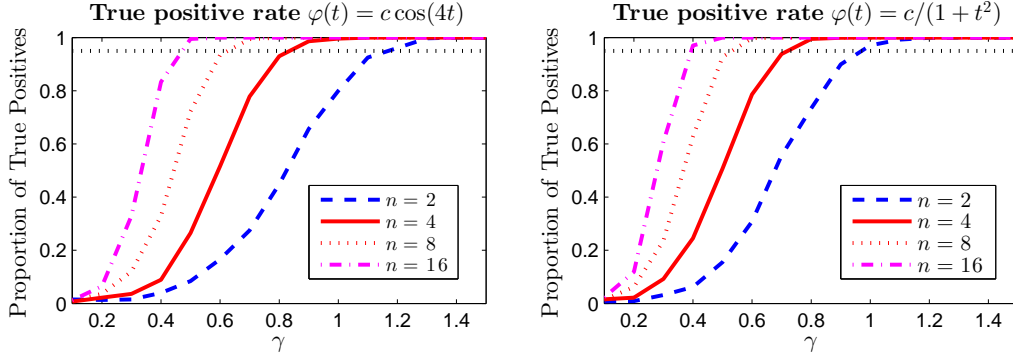 True positive rate φ(t) = c cos(4t)
Proportion of True Positives
1
0.8
0.6
0.4
0.2
0
n = 2
n = 4
n = 8
n = 16
0.2 0.4 0.6 0.8 1 1.2 1.4
γ
True positive rate φ(t) = c/(1 + t²)
Proportion of True Positives
1
0.8
0.6
0.4
0.2
0
n = 2
n = 4
n = 8
n = 16
0.2 0.4 0.6 0.8 1 1.2 1.4
γ